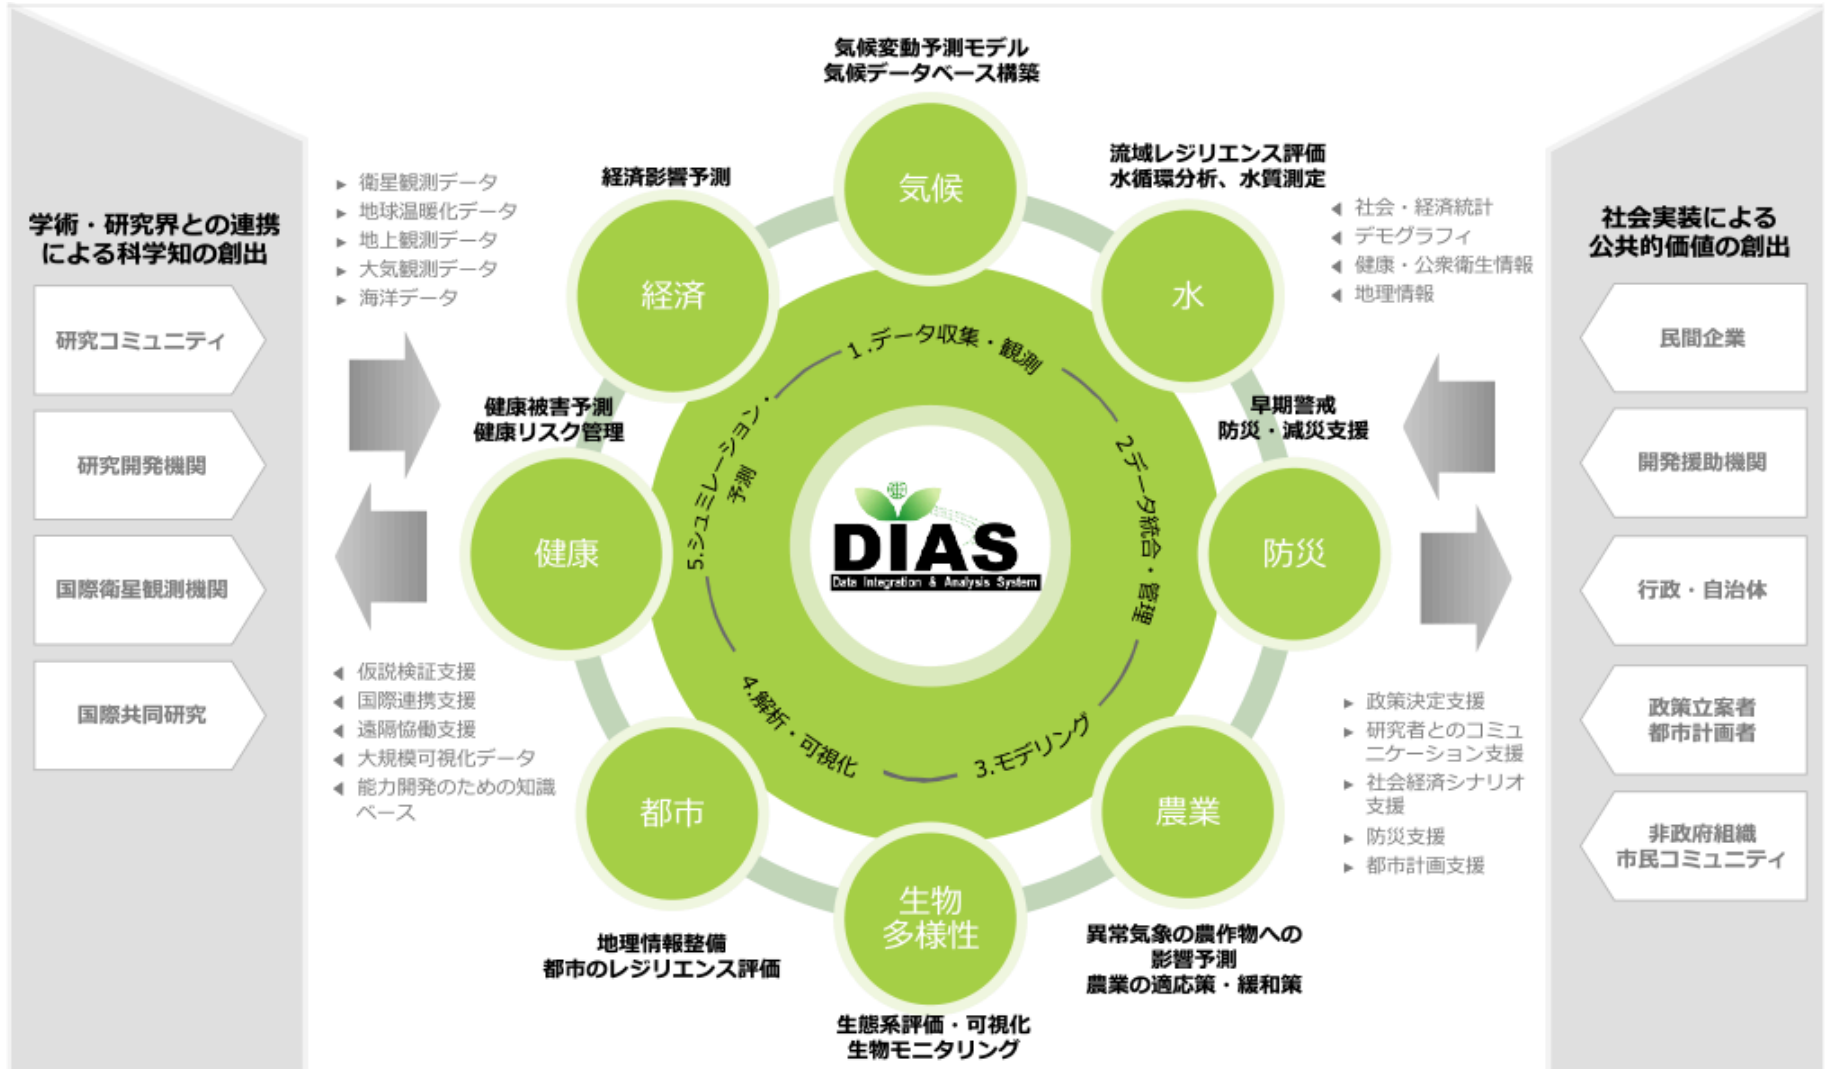 学術・研究界との連携
による科学知の創出
研究コミュニティ
研究開発機関
国際衛星観測機関
国際共同研究
▶ 衛星観測データ
▶ 地球温暖化データ
▶ 地上観測データ
▶ 大気観測データ
▶ 海洋データ
◀ 仮説検証支援
◀ 国際連携支援
◀ 遠隔協働支援
◀ 大規模可視化データ
◀ 能力開発のための知識
ベース
気候変動予測モデル
気候データベース構築
気候
流域レジリエンス評価
水循環分析、水質測定
水
早期警戒
防災・減災支援
防災
農業
異常気象の農作物への
影響予測
農業の適応策・緩和策
生物
多様性
生態系評価・可視化
生物モニタリング
都市
地理情報整備
都市のレジリエンス評価
健康被害予測
健康リスク管理
健康
経済影響予測
経済
1.データ収集・観測
2.データ統合・管理
3.モデリング
4.解析・可視化
5.シュミレーション・
予測
DIAS
Data Integration & Analysis System
◀ 社会・経済統計
◀ デモグラフィ
◀ 健康・公衆衛生情報
◀ 地理情報
▶ 政策決定支援
▶ 研究者とのコミュ
ニケーション支援
▶ 社会経済シナリオ
支援
▶ 防災支援
▶ 都市計画支援
社会実装による
公共的価値の創出
民間企業
開発援助機関
行政・自治体
政策立案者
都市計画者
非政府組織
市民コミュニティ